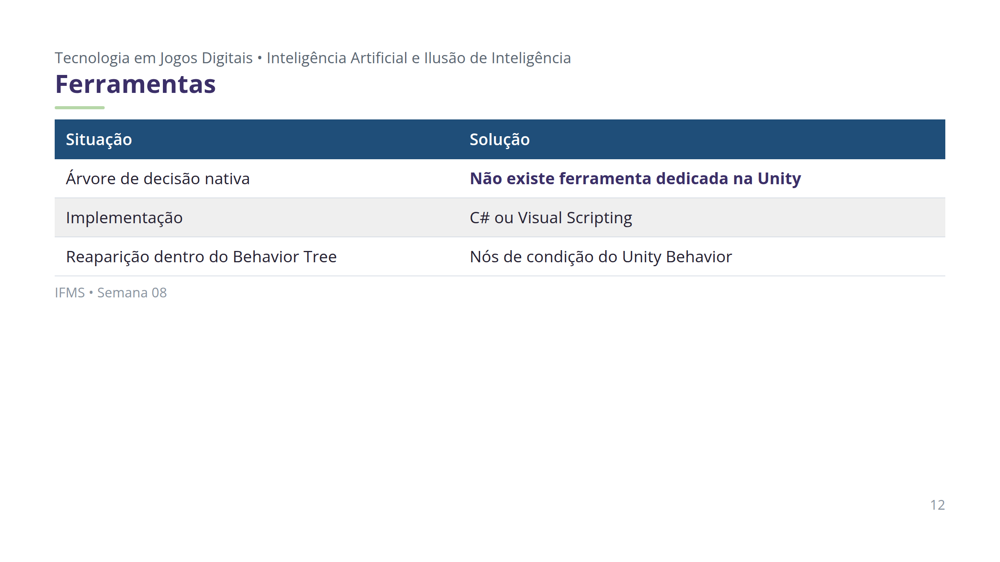 Tecnologia em Jogos Digitais • Inteligência Artificial e Ilusão de Inteligência
Ferramentas
Situação Solução
Árvore de decisão nativa Não existe ferramenta dedicada na Unity
Implementação C# ou Visual Scripting
Reaparição dentro do Behavior Tree Nós de condição do Unity Behavior
IFMS • Semana 08
12